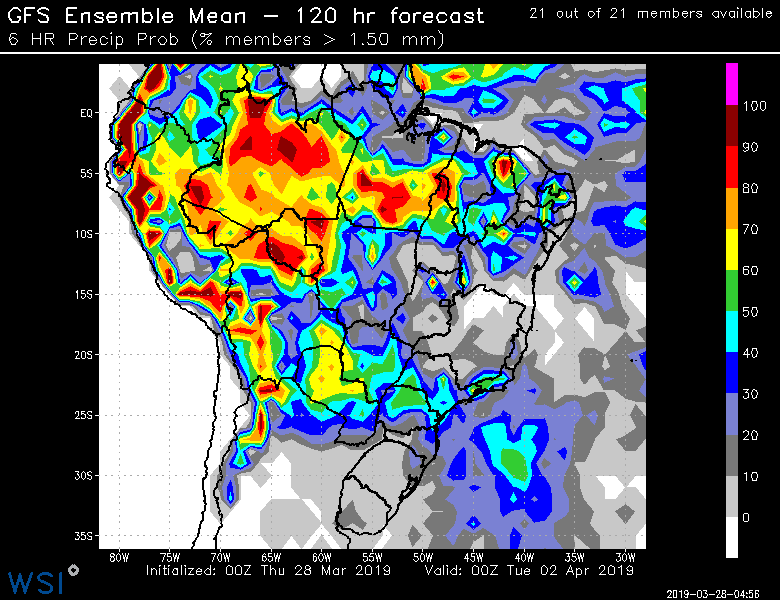 GFS Ensemble Mean – 120 hr forecast
21 out of 21 members available
6 HR Precip Prob (% members > 1.50 mm)
EQ
5S
10S
15S
20S
25S
30S
35S
80W 75W 70W 65W 60W 55W 50W 45W 40W 35W 30W
100
90
80
70
60
50
40
30
20
10
0
Initialized: 00Z Thu 28 Mar 2019 Valid: 00Z Tue 02 Apr 2019
WSI
2019-03-28-04:56